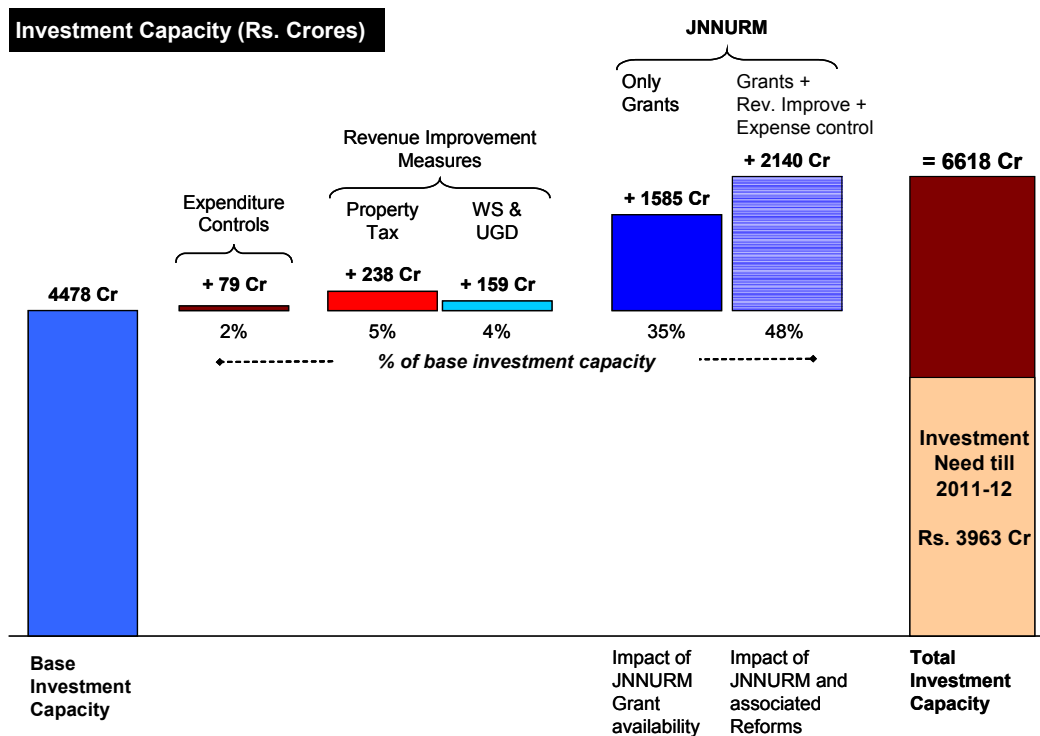 Investment Capacity (Rs. Crores)
JNNURM
Only
Grants
Grants +
Rev. Improve +
Expense control
Revenue Improvement
Measures
Expenditure
Controls
Property
Tax
WS &
UGD
4478 Cr
+ 79 Cr
+ 238 Cr
+ 159 Cr
+ 1585 Cr
+ 2140 Cr
= 6618 Cr
2%
5%
4%
35%
48%
% of base investment capacity
Investment
Need till
2011-12
Rs. 3963 Cr
Base
Investment
Capacity
Impact of
JNNURM
Grant
availability
Impact of
JNNURM and
associated
Reforms
Total
Investment
Capacity